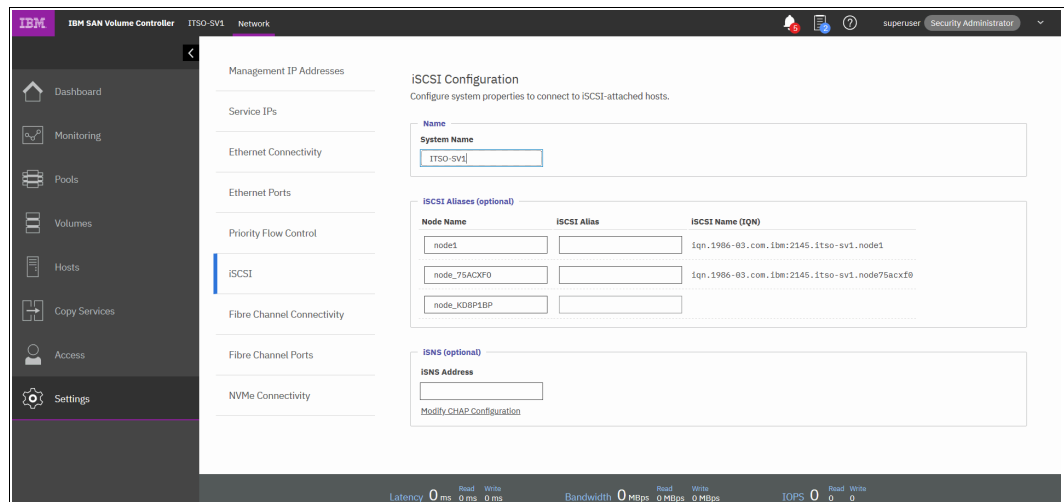 IBM
IBM SAN Volume Controller ITSO-SV1 Network
5
2
superuser Security Administrator
Dashboard
Monitoring
Pools
Volumes
Hosts
Copy Services
Access
Settings
Management IP Addresses
Service IPs
Ethernet Connectivity
Ethernet Ports
Priority Flow Control
iSCSI
Fibre Channel Connectivity
Fibre Channel Ports
NVMe Connectivity
iSCSI Configuration
Configure system properties to connect to iSCSI-attached hosts.
Name
System Name
ITSO-SV1
iSCSI Aliases (optional)
Node Name iSCSI Alias iSCSI Name (IQN)
node1 iqn.1986-03.com.ibm:2145.itso-sv1.node1
node_75ACXF0 iqn.1986-03.com.ibm:2145.itso-sv1.node75acxf0
node_KD8P1BP
iSNS (optional)
iSNS Address
Modify CHAP Configuration
Read Write Read Write Read Write
Latency 0 ms 0 ms 0 ms Bandwidth 0 MBps 0 MBps 0 MBps IOPS 0 0 0